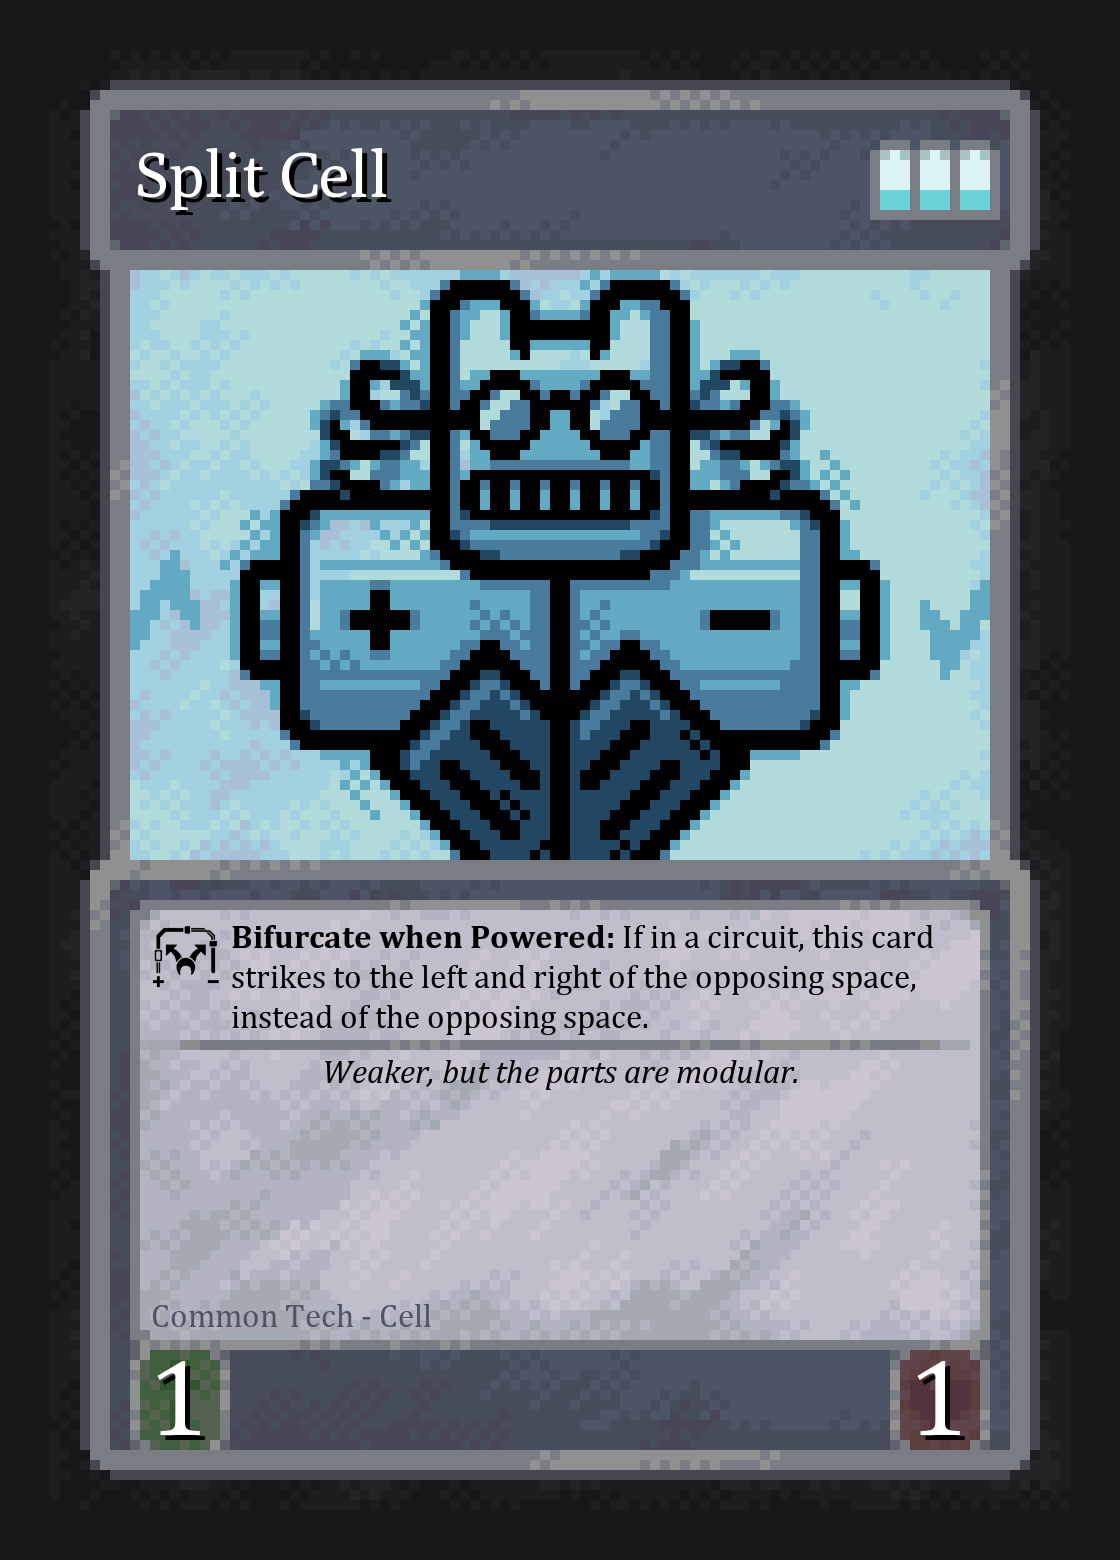 Split Cell
+ -
Bifurcate when Powered: If in a circuit, this card
strikes to the left and right of the opposing space,
instead of the opposing space.
Weaker, but the parts are modular.
Common Tech - Cell
1 1